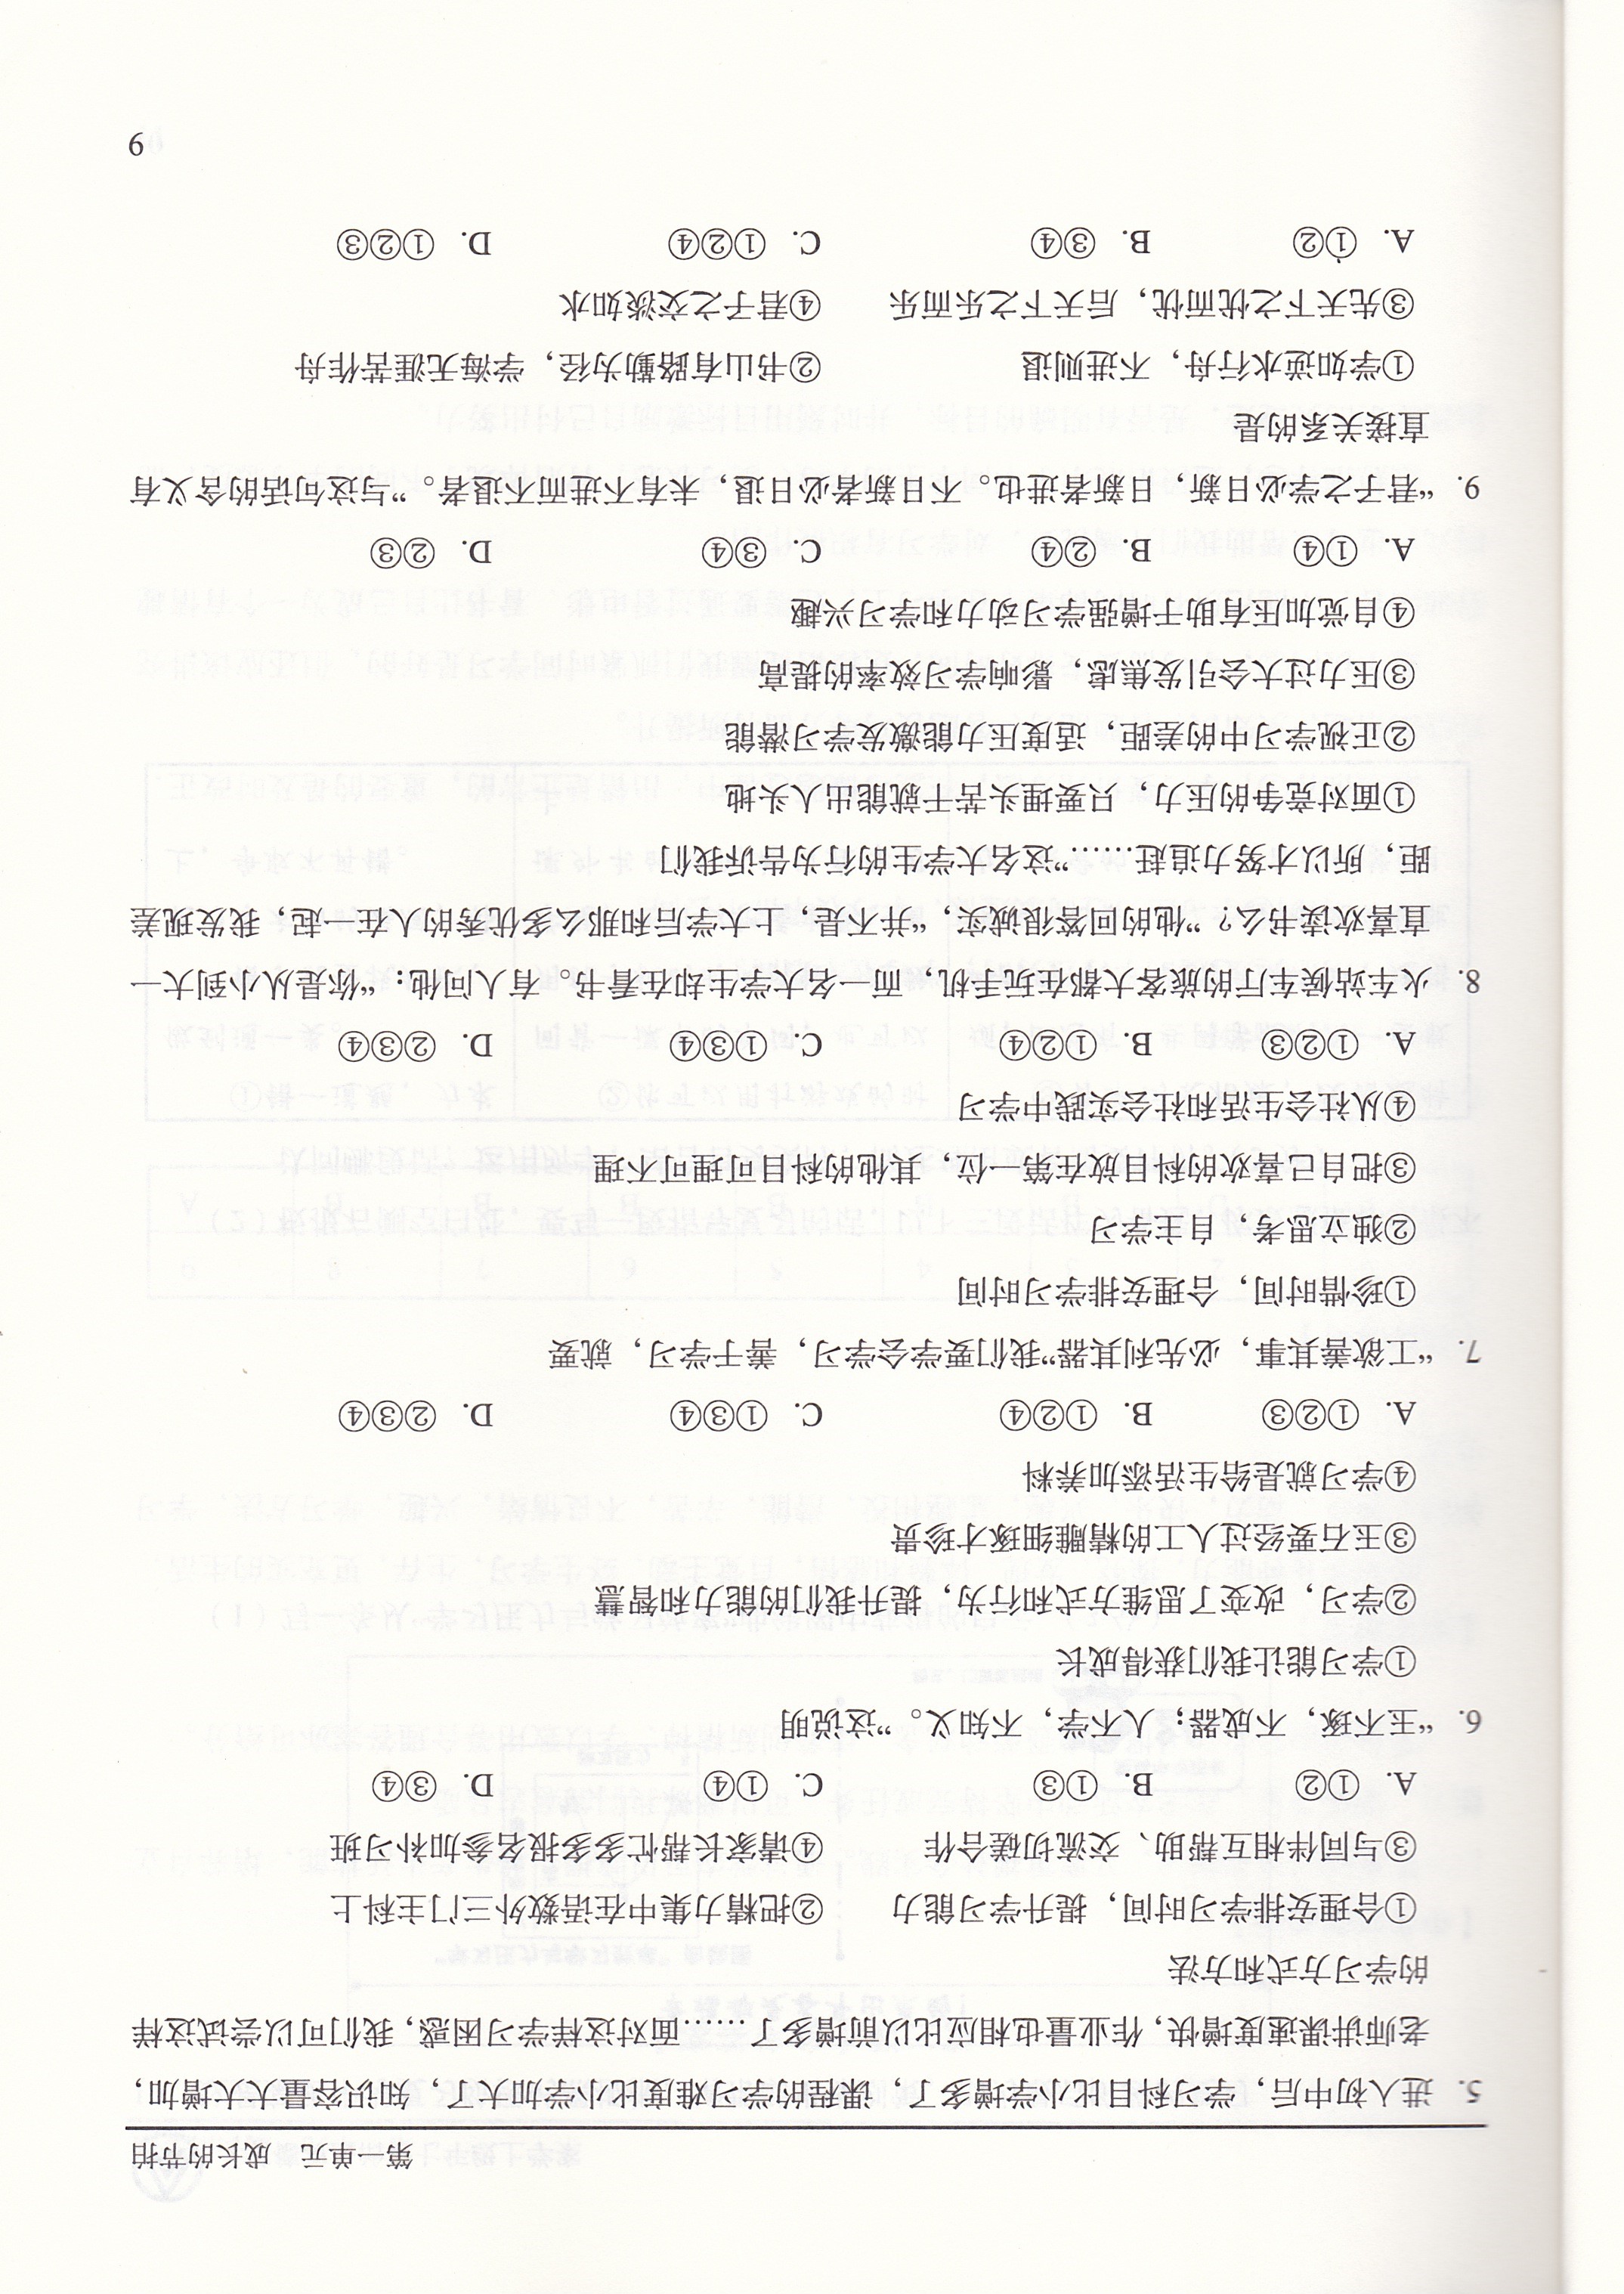 第一单元　成长的节拍
5. 进入初中后，学习科目比小学增多了，课程的学习难度比小学加大了，知识容量大大增加，
老师讲课速度增快，作业量也相应比以前增多了……面对这样学习困惑，我们可以尝试这样
的学习方式和方法
①合理安排学习时间，提升学习能力　②把精力集中在语数外三门主科上
③与同伴相互帮助、交流切磋合作　④请家长帮忙多多报名参加补习班
A. ①②　B. ①③　C. ①④　D. ③④
6. “玉不琢，不成器；人不学，不知义。”这说明
①学习能让我们获得成长
②学习，改变了思维方式和行为，提升我们的能力和智慧
③玉石要经过人工的精雕细琢才珍贵
④学习就是给生活添加养料
A. ①②③　B. ①②④　C. ①③④　D. ②③④
7. “工欲善其事，必先利其器”我们要学会学习，善于学习，就要
①珍惜时间，合理安排学习时间
②独立思考，自主学习
③把自己喜欢的科目放在第一位，其他的科目可理可不理
④从社会生活和社会实践中学习
A. ①②③　B. ①②④　C. ①③④　D. ②③④
8. 火车站候车厅的旅客大都在玩手机，而一名大学生却在看书。有人问他：“你是从小到大一
直喜欢读书么？”他的回答很诚实，“并不是，上大学后和那么多优秀的人在一起，我发现差
距，所以才努力追赶……”这名大学生的行为告诉我们
①面对竞争的压力，只要埋头苦干就能出人头地
②正视学习中的差距，适度压力能激发学习潜能
③压力过大会引发焦虑，影响学习效率的提高
④自觉加压有助于增强学习动力和学习兴趣
A. ①④　B. ②④　C. ③④　D. ②③
9. “君子之学必日新，日新者进也。不日新者必日退，未有不进而不退者。”与这句话的含义有
直接关系的是
①学如逆水行舟，不进则退　②书山有路勤为径，学海无涯苦作舟
③先天下之忧而忧，后天下之乐而乐　④君子之交淡如水
A. ①②　B. ③④　C. ①②④　D. ①②③
9